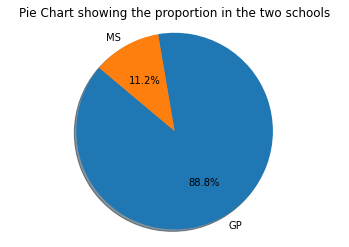 Pie Chart showing the proportion in the two schools
MS
11.2%
88.8%
GP